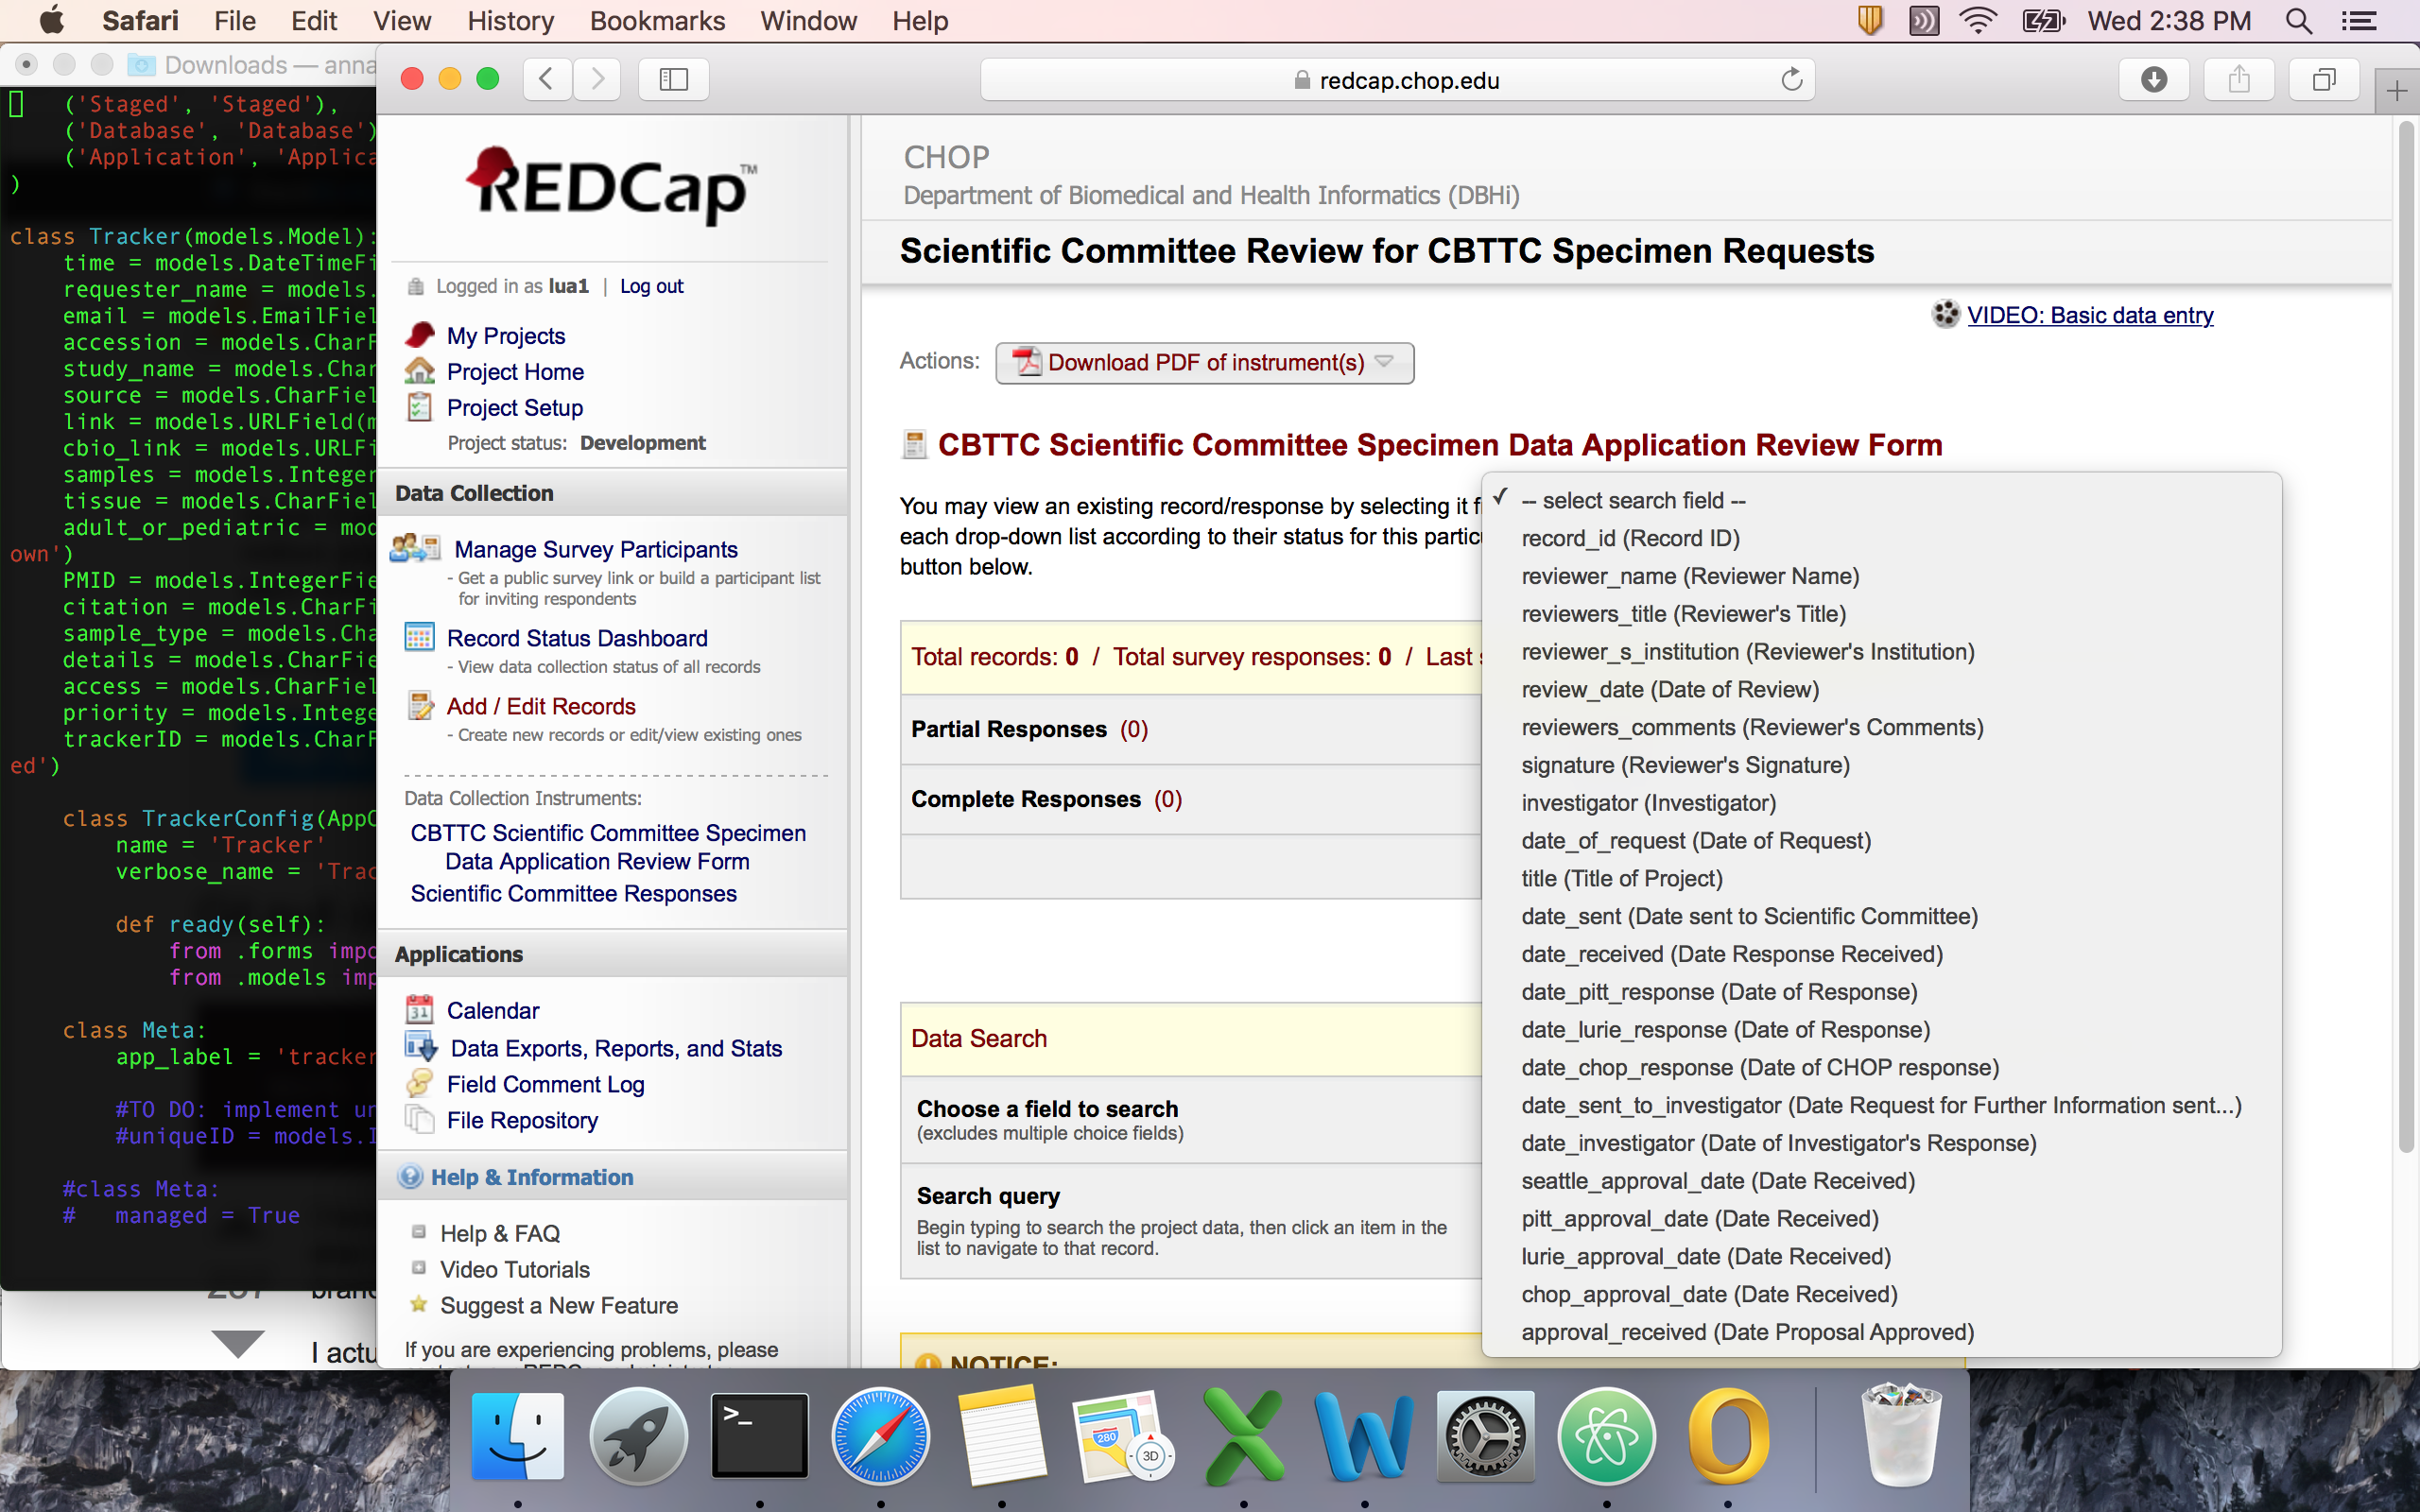 Safari File Edit View History Bookmarks Window Help Wed 2:38 PM
Downloads — anna
('Staged', 'Staged'),
('Database', 'Database')
('Application', 'Applica
)
class Tracker(models.Model):
time = models.DateTimeFi
requester_name = models.
email = models.EmailFiel
accession = models.CharF
study_name = models.Char
source = models.CharFiel
link = models.URLField(m
cbio_link = models.URLFi
samples = models.Integer
tissue = models.CharFiel
adult_or_pediatric = mod
own')
PMID = models.IntegerFie
citation = models.CharFi
sample_type = models.Cha
details = models.CharFie
access = models.CharFiel
priority = models.Intege
trackerID = models.CharF
ed')
class TrackerConfig(AppC
name = 'Tracker'
verbose_name = 'Trac
def ready(self):
from .forms impo
from .models imp
class Meta:
app_label = 'tracker
#TO DO: implement un
#uniqueID = models.I
#class Meta:
# managed = True
I actu
redcap.chop.edu
REDCap™
Logged in as lua1 | Log out
My Projects
Project Home
Project Setup
Project status: Development
Data Collection
Manage Survey Participants
- Get a public survey link or build a participant list
for inviting respondents
Record Status Dashboard
- View data collection status of all records
Add / Edit Records
- Create new records or edit/view existing ones
Data Collection Instruments:
CBTTC Scientific Committee Specimen
Data Application Review Form
Scientific Committee Responses
Applications
31 Calendar
Data Exports, Reports, and Stats
Field Comment Log
File Repository
Help & Information
Help & FAQ
Video Tutorials
Suggest a New Feature
If you are experiencing problems, please
CHOP
Department of Biomedical and Health Informatics (DBHi)
Scientific Committee Review for CBTTC Specimen Requests
VIDEO: Basic data entry
Actions: Download PDF of instrument(s)
CBTTC Scientific Committee Specimen Data Application Review Form
You may view an existing record/response by selecting it f
each drop-down list according to their status for this particu
button below.
Total records: 0 / Total survey responses: 0 / Last s
Partial Responses (0)
Complete Responses (0)
Data Search
Choose a field to search
(excludes multiple choice fields)
Search query
Begin typing to search the project data, then click an item in the
list to navigate to that record.
NOTICE:
✓ -- select search field --
record_id (Record ID)
reviewer_name (Reviewer Name)
reviewers_title (Reviewer's Title)
reviewer_s_institution (Reviewer's Institution)
review_date (Date of Review)
reviewers_comments (Reviewer's Comments)
signature (Reviewer's Signature)
investigator (Investigator)
date_of_request (Date of Request)
title (Title of Project)
date_sent (Date sent to Scientific Committee)
date_received (Date Response Received)
date_pitt_response (Date of Response)
date_lurie_response (Date of Response)
date_chop_response (Date of CHOP response)
date_sent_to_investigator (Date Request for Further Information sent...)
date_investigator (Date of Investigator's Response)
seattle_approval_date (Date Received)
pitt_approval_date (Date Received)
lurie_approval_date (Date Received)
chop_approval_date (Date Received)
approval_received (Date Proposal Approved)
>_
280
3D